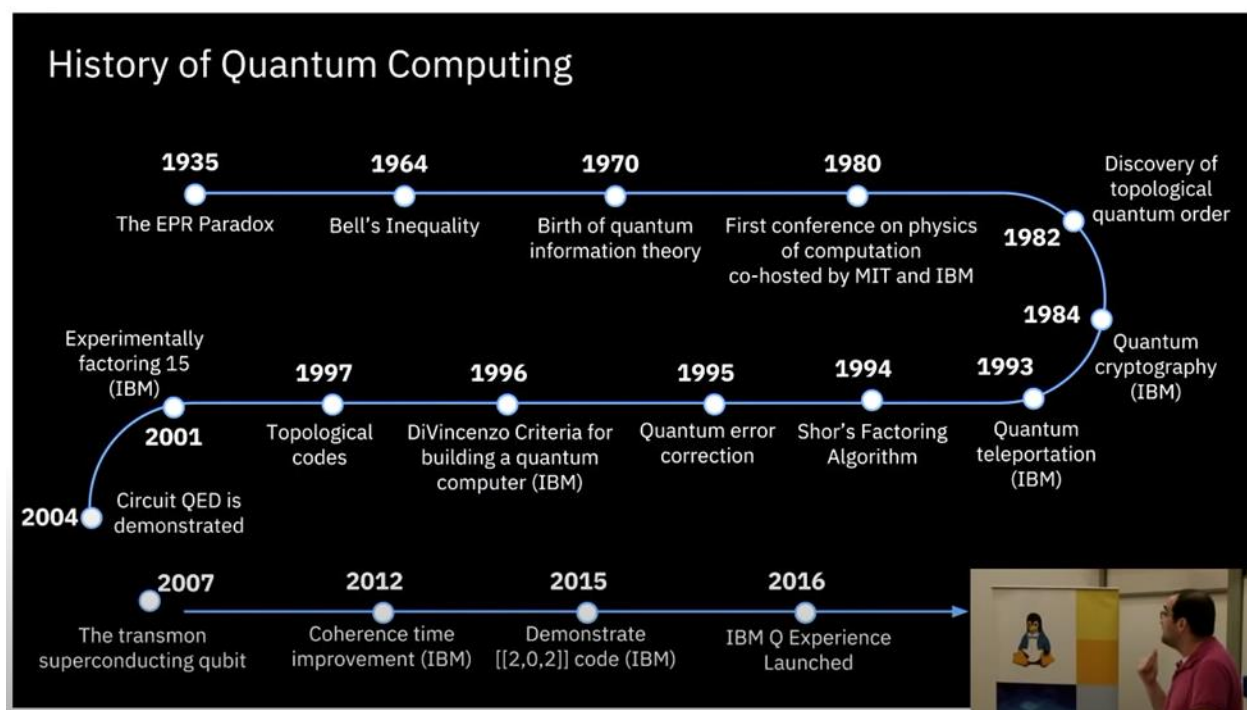 History of Quantum Computing
1935
The EPR Paradox
1964
Bell's Inequality
1970
Birth of quantum
information theory
1980
First conference on physics
of computation
co-hosted by MIT and IBM
Discovery of
topological
quantum order
1982
1984
Quantum
cryptography
(IBM)
1993
Quantum
teleportation
(IBM)
1994
Shor's Factoring
Algorithm
1995
Quantum error
correction
1996
DiVincenzo Criteria for
building a quantum
computer (IBM)
1997
Topological
codes
Experimentally
factoring 15
(IBM)
2001
2004
Circuit QED is
demonstrated
2007
The transmon
superconducting qubit
2012
Coherence time
improvement (IBM)
2015
Demonstrate
[[2,0,2]] code (IBM)
2016
IBM Q Experience
Launched